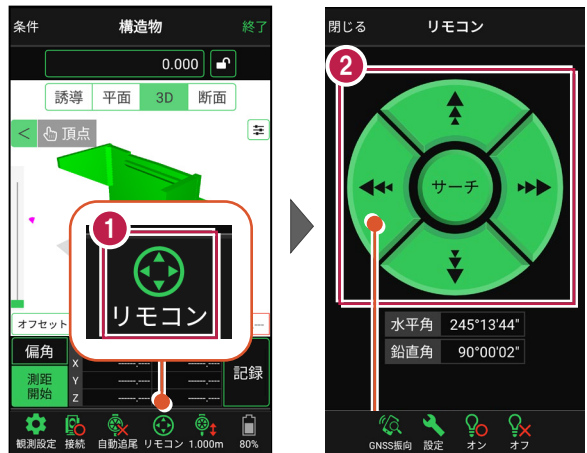 条件 構造物 終了
0.000
誘導 平面 3D 断面
< 頂点
1
リモコン
オフセット
偏角
測距
開始
X
Y
Z
記録
観測設定 接続 自動追尾 リモコン 1.000m 80%
閉じる リモコン
2
サーチ
水平角 245°13'44"
鉛直角 90°00'02"
GNSS振向 設定 オン オフ